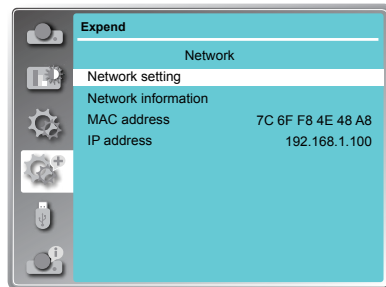 Expend
Network
Network setting
Network information
MAC address 7C 6F F8 4E 48 A8
IP address 192.168.1.100